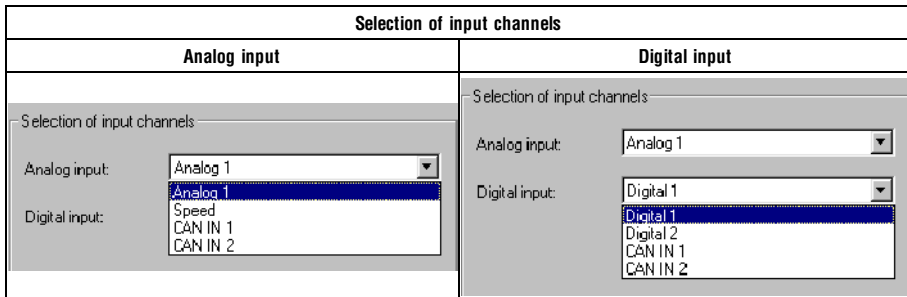 Selection of input channels
Analog input
Digital input
Selection of input channels
Analog input:
Analog 1
Analog 1
Speed
CAN IN 1
CAN IN 2
Digital input:
Selection of input channels
Analog input:
Analog 1
Digital input:
Digital 1
Digital 1
Digital 2
CAN IN 1
CAN IN 2